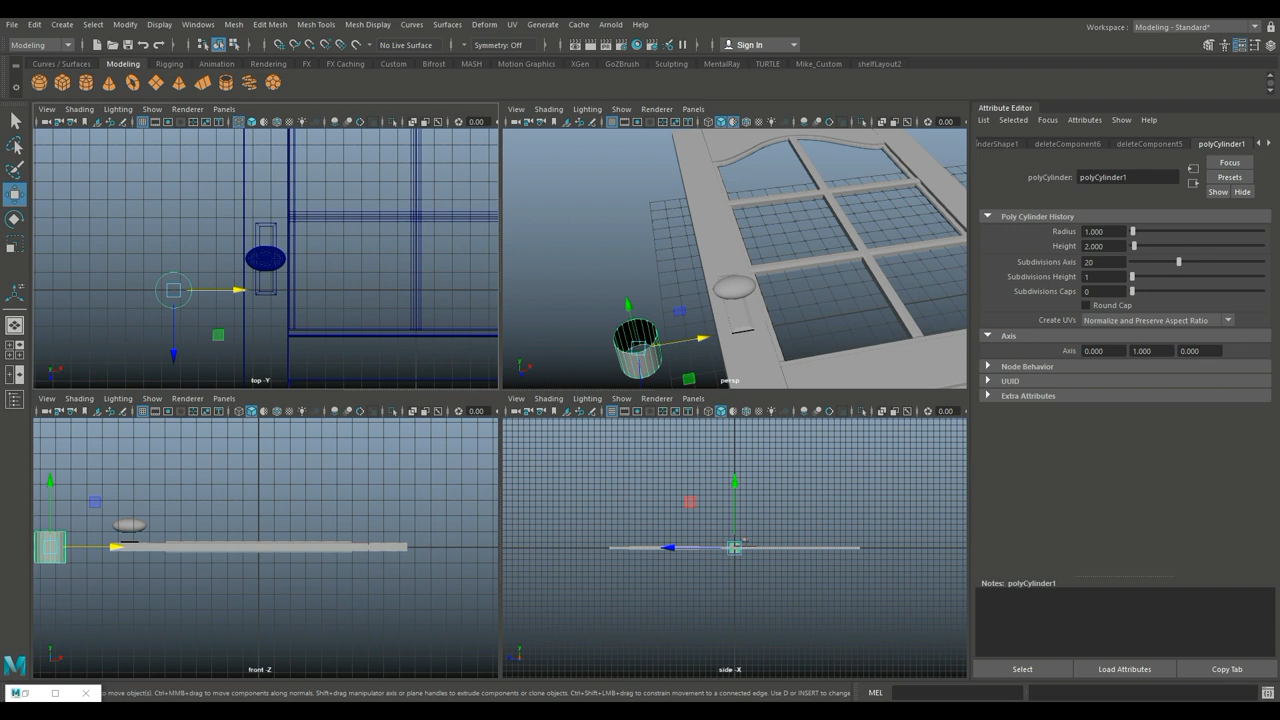 File Edit Create Select Modify Display Windows Mesh Edit Mesh Mesh Tools Mesh Display Curves Surfaces Deform UV Generate Cache Arnold Help
Workspace : Modeling - Standard*
Modeling No Live Surface Symmetry: Off Sign In
Curves / Surfaces Modeling Rigging Animation Rendering FX FX Caching Custom Bifrost MASH Motion Graphics XGen GoZBrush Sculpting MentalRay TURTLE Mike_Custom shelfLayout2
View Shading Lighting Show Renderer Panels
0.00
top -Y
View Shading Lighting Show Renderer Panels
0.00
persp
View Shading Lighting Show Renderer Panels
0.00
front -Z
View Shading Lighting Show Renderer Panels
0.00
side -X
Attribute Editor
List Selected Focus Attributes Show Help
nderShape1 deleteComponent6 deleteComponent5 polyCylinder1
Focus
polyCylinder: polyCylinder1 Presets
Show Hide
Poly Cylinder History
Radius 1.000
Height 2.000
Subdivisions Axis 20
Subdivisions Height 1
Subdivisions Caps 0
Round Cap
Create UVs Normalize and Preserve Aspect Ratio
Axis
Axis 0.000 1.000 0.000
Node Behavior
UUID
Extra Attributes
Notes: polyCylinder1
Select Load Attributes Copy Tab
to move object(s). Ctrl+MMB+drag to move components along normals. Shift+drag manipulator axis or plane handles to extrude components or clone objects. Ctrl+Shift+LMB+drag to constrain movement to a connected edge. Use D or INSERT to change
MEL